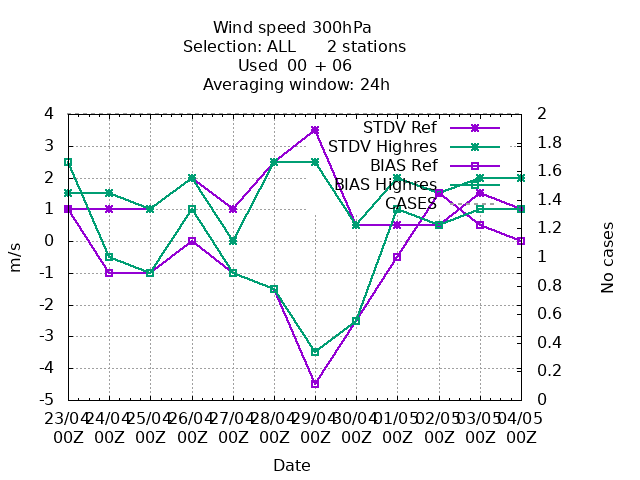 Wind speed 300hPa
Selection: ALL 2 stations
Used 00 + 06
Averaging window: 24h
4
3
2
1
0
-1
-2
-3
-4
-5
m/s
2
1.8
1.6
1.4
1.2
1
0.8
0.6
0.4
0.2
0
No cases
STDV Ref
STDV Highres
BIAS Ref
BIAS Highres
CASES
23/04 24/04 25/04 26/04 27/04 28/04 29/04 30/04 01/05 02/05 03/05 04/05
00Z 00Z 00Z 00Z 00Z 00Z 00Z 00Z 00Z 00Z 00Z 00Z
Date